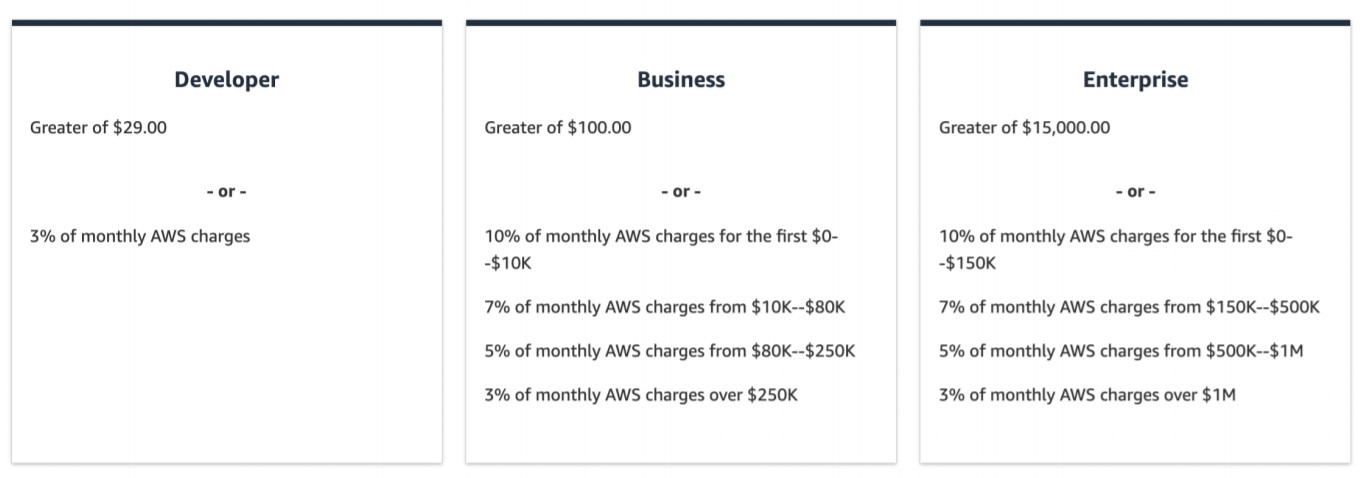 Developer
Greater of $29.00
- or -
3% of monthly AWS charges
Business
Greater of $100.00
- or -
10% of monthly AWS charges for the first $0-
-$10K
7% of monthly AWS charges from $10K--$80K
5% of monthly AWS charges from $80K--$250K
3% of monthly AWS charges over $250K
Enterprise
Greater of $15,000.00
- or -
10% of monthly AWS charges for the first $0-
-$150K
7% of monthly AWS charges from $150K--$500K
5% of monthly AWS charges from $500K--$1M
3% of monthly AWS charges over $1M